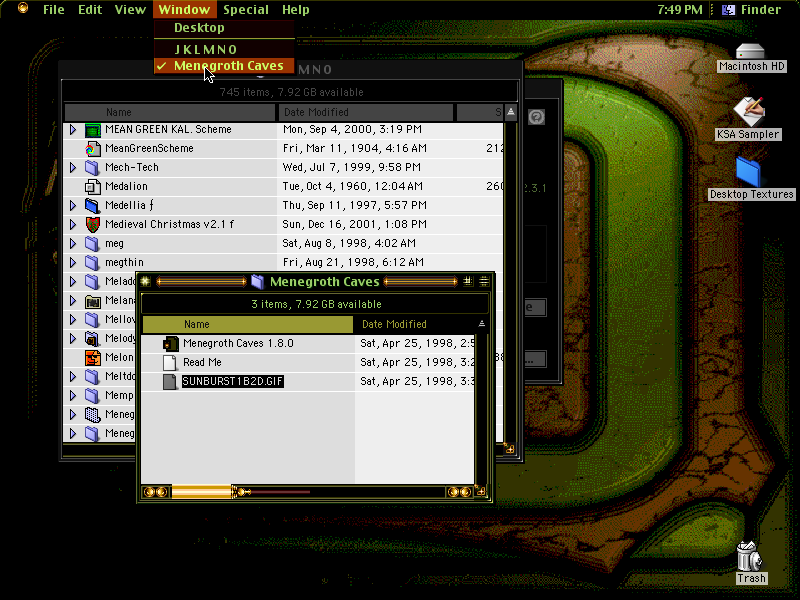 File Edit View Window Special Help 7:49 PM Finder
Desktop
J K L M N O
✓ Menegroth Caves
M N O
745 items, 7.92 GB available
Name Date Modified S
MEAN GREEN KAL. Scheme Mon, Sep 4, 2000, 3:19 PM
MeanGreenScheme Fri, Mar 11, 1904, 4:16 AM 212
Mech-Tech Wed, Jul 7, 1999, 9:58 PM
Medalion Tue, Oct 4, 1960, 12:04 AM 260
Medellia ƒ Thu, Sep 11, 1997, 5:57 PM
Medieval Christmas v2.1 f Sun, Dec 16, 2001, 1:08 PM
meg Sat, Aug 8, 1998, 4:02 AM
megthin Fri, Aug 21, 1998, 6:12 AM
Melad
Melan
Mellov
Melody
Melon
Meltdo
Memp
Meneg
Meneg
2.3.1
Menegroth Caves
3 items, 7.92 GB available
Name Date Modified
Menegroth Caves 1.8.0 Sat, Apr 25, 1998, 2:5
Read Me Sat, Apr 25, 1998, 3:2
SUNBURST1B2D.GIF Sat, Apr 25, 1998, 3:3
Macintosh HD
KSA Sampler
Desktop Textures
Trash